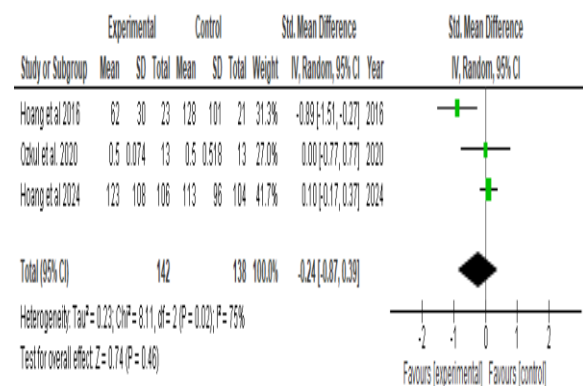 Experimental Control Std. Mean Difference Std. Mean Difference
Study or Subgroup Mean SD Total Mean SD Total Weight IV, Random, 95% CI Year IV, Random, 95% CI
Hoang et al 2016 62 30 23 128 101 21 31.3% -0.89 [-1.51, -0.27] 2016
Ozkul et al. 2020 0.5 0.074 13 0.5 0.518 13 27.0% 0.00 [-0.77, 0.77] 2020
Hoang et al 2024 123 108 106 113 96 104 41.7% 0.10 [-0.17, 0.37] 2024
Total (95% CI) 142 138 100.0% -0.24 [-0.87, 0.39]
Heterogeneity: Tau² = 0.23; Chi² = 8.11, df = 2 (P = 0.02); I² = 75%
Test for overall effect: Z = 0.74 (P = 0.46)
-2 -1 0 1 2
Favours [experimental] Favours [control]